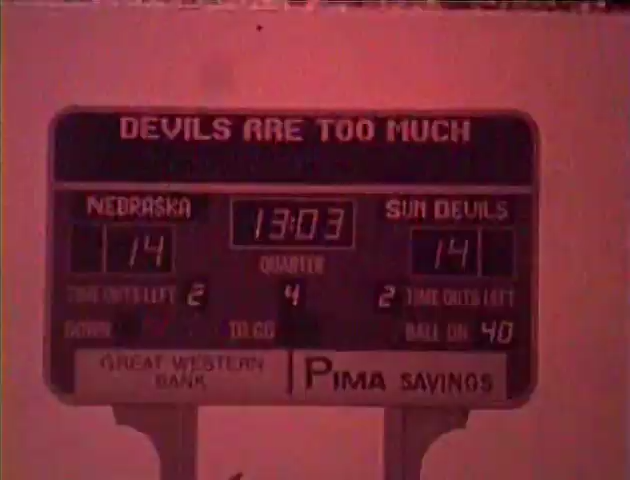 DEVILS ARE TOO MUCH
NEBRASKA 13:03 SUN DEVILS
14 14
QUARTER
TIME OUTS LEFT 2 4 2 TIME OUTS LEFT
DOWN TO GO BALL ON 40
GREAT WESTERN
BANK
PIMA SAVINGS